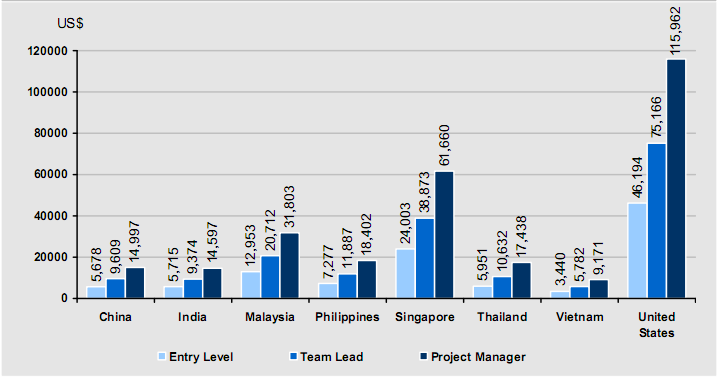 US$
120000
100000
80000
60000
40000
20000
0
5,678
9,609
14,997
5,715
9,374
14,597
12,953
20,712
31,803
7,277
11,887
18,402
24,003
38,873
61,660
5,951
10,632
17,438
3,440
5,782
9,171
46,194
75,166
115,962
China
India
Malaysia
Philippines
Singapore
Thailand
Vietnam
United
States
Entry Level
Team Lead
Project Manager